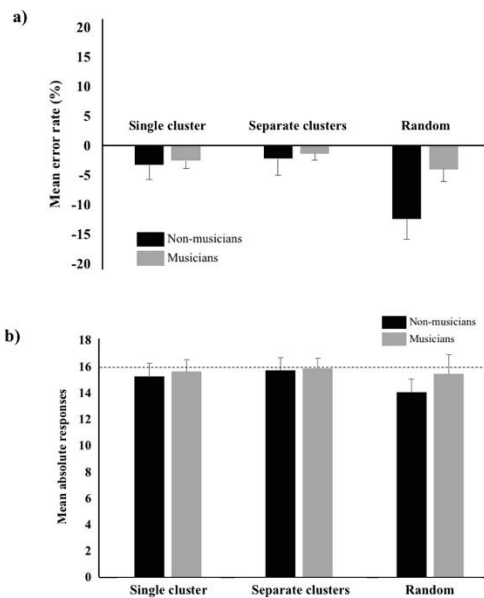 a)
Mean error rate (%)
20
15
10
5
0
-5
-10
-15
-20
Single cluster
Separate clusters
Random
Non-musicians
Musicians
b)
Mean absolute responses
18
16
14
12
10
8
6
4
2
0
Non-musicians
Musicians
Single cluster
Separate clusters
Random